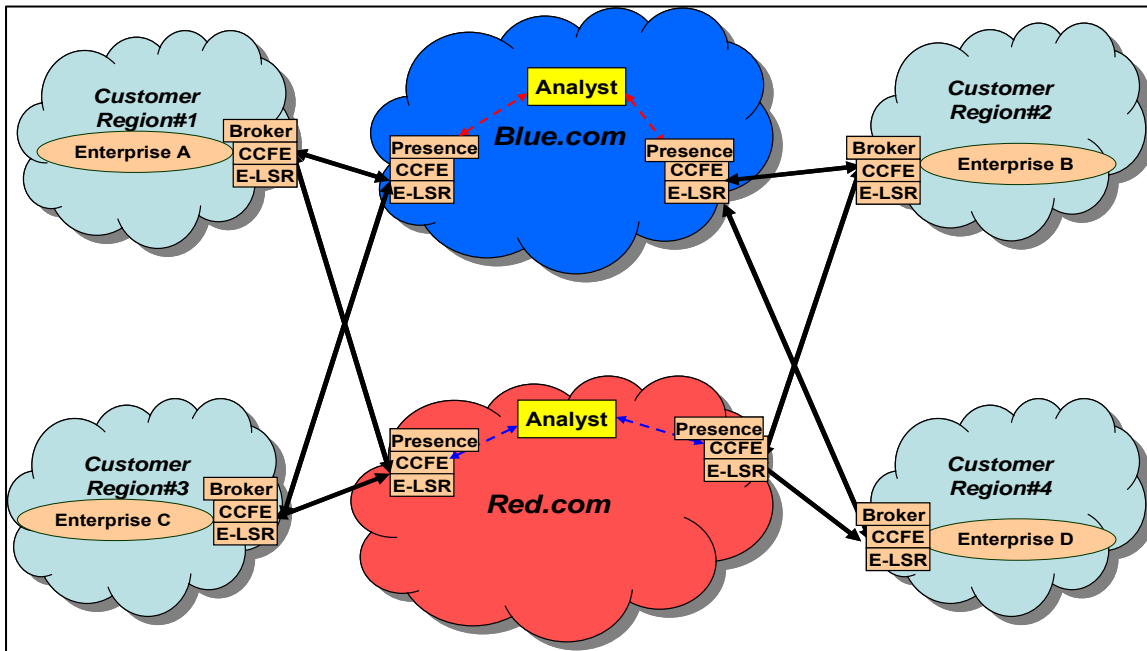 Customer
Region#1
Broker
Enterprise A
CCFE
E-LSR
Analyst
Blue.com
Presence
CCFE
E-LSR
Presence
CCFE
E-LSR
Customer
Region#2
Broker
CCFE
Enterprise B
E-LSR
Customer
Region#3
Broker
Enterprise C
CCFE
E-LSR
Analyst
Presence
CCFE
E-LSR
Red.com
Presence
CCFE
E-LSR
Customer
Region#4
Broker
CCFE
Enterprise D
E-LSR